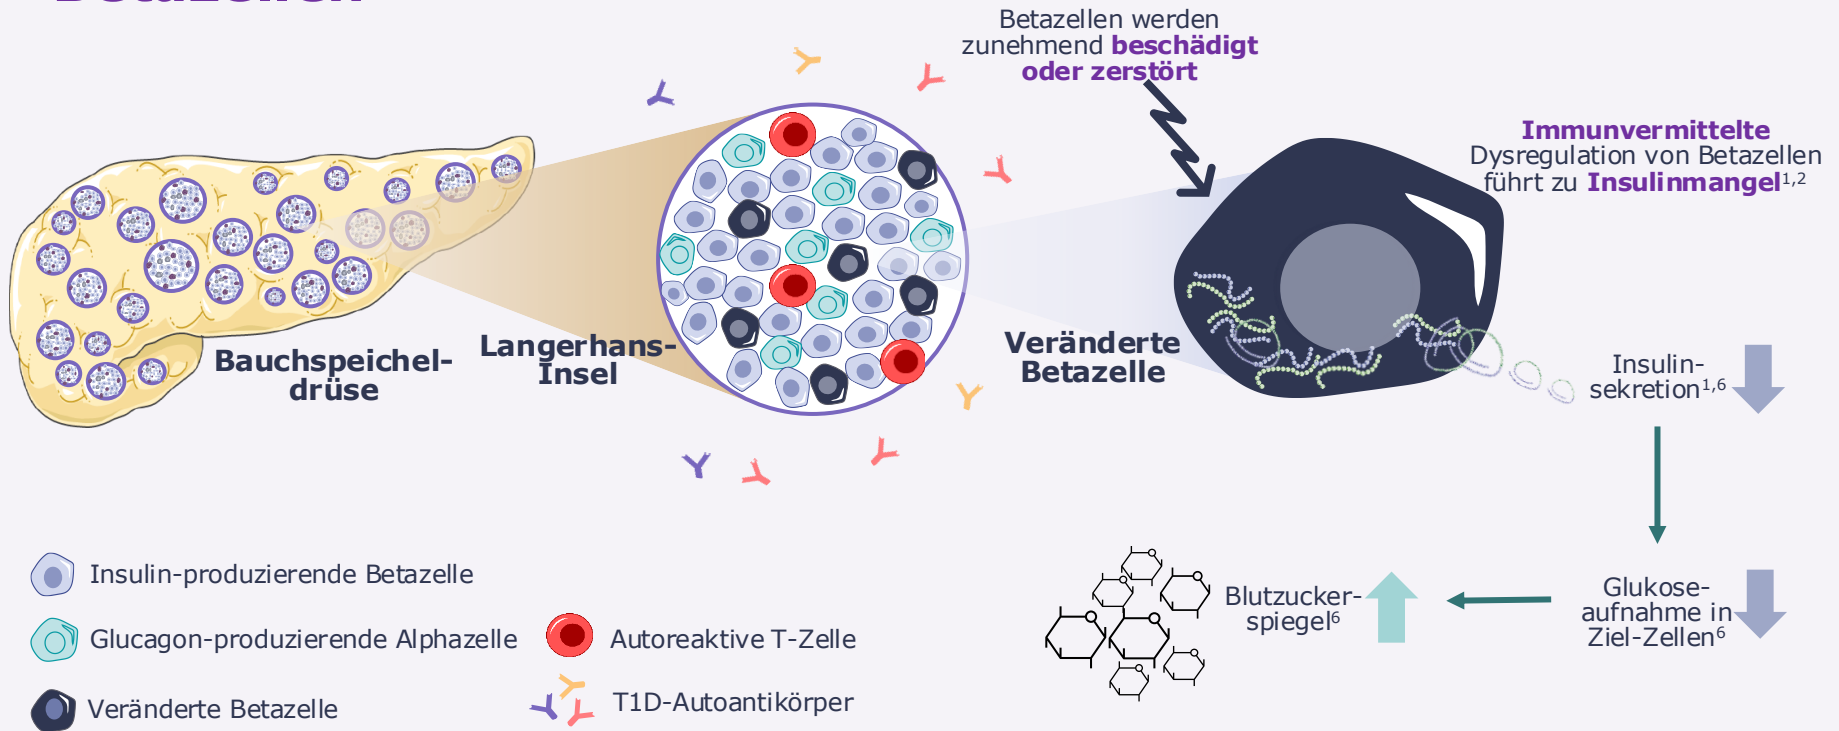 Betazellen
Betazellen werden
zunehmend beschädigt
oder zerstört
Immunvermittelte
Dysregulation von Betazellen
führt zu Insulinmangel1,2
Bauchspeichel-
drüse
Langerhans-
Insel
Veränderte
Betazelle
Insulin-
sekretion1,6
Glukose-
aufnahme in
Ziel-Zellen6
Blutzucker-
spiegel6
Insulin-produzierende Betazelle
Glucagon-produzierende Alphazelle
Veränderte Betazelle
Autoreaktive T-Zelle
T1D-Autoantikörper